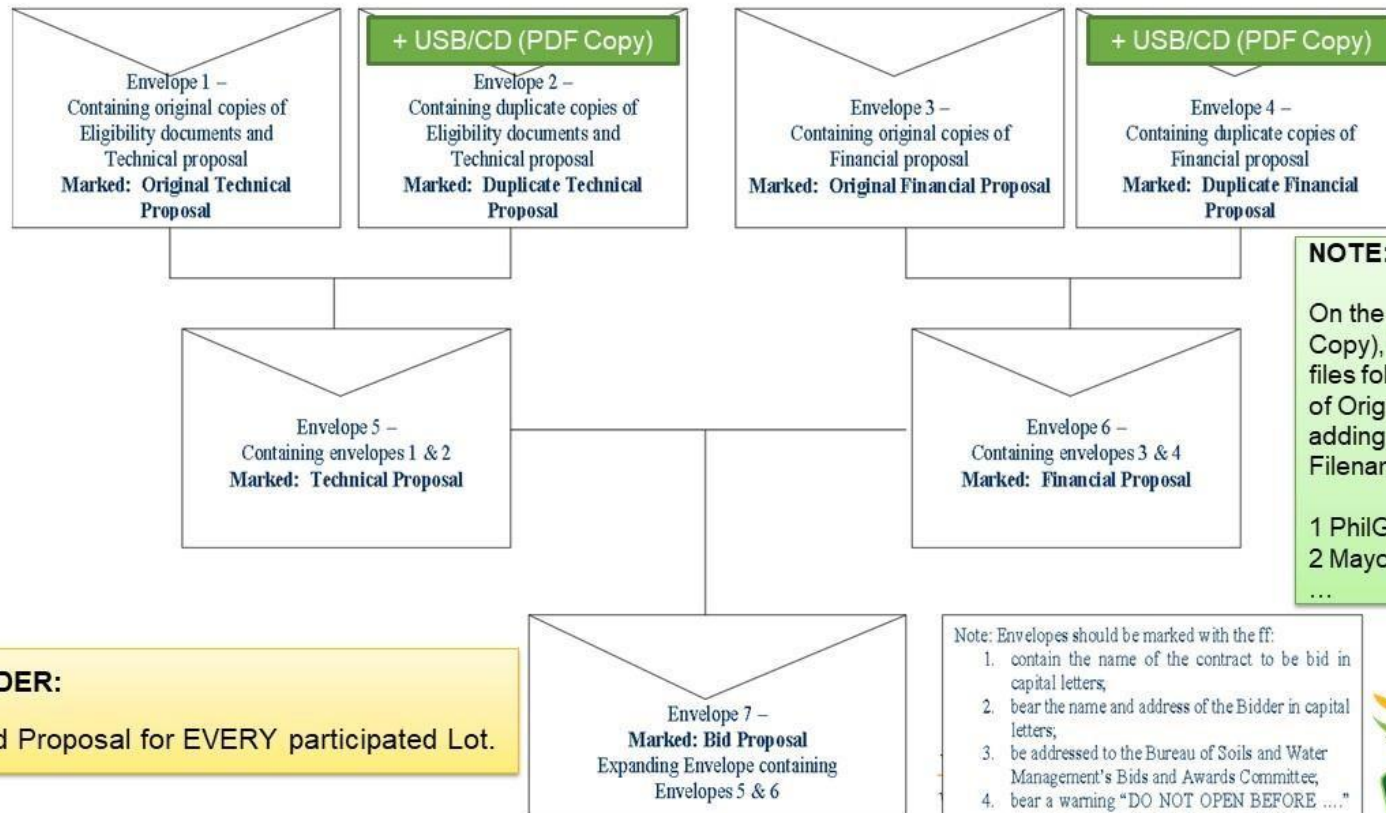 + USB/CD (PDF Copy)
+ USB/CD (PDF Copy)
Envelope 1 –
Containing original copies of
Eligibility documents and
Technical proposal
Marked: Original Technical
Proposal
Envelope 2 –
Containing duplicate copies of
Eligibility documents and
Technical proposal
Marked: Duplicate Technical
Proposal
Envelope 3 –
Containing original copies of
Financial proposal
Marked: Original Financial Proposal
Envelope 4 –
Containing duplicate copies of
Financial proposal
Marked: Duplicate Financial
Proposal
NOTE:
On the
Copy),
files fol
of Orig
adding
Filenar
1 PhilG
2 Mayo
...
Envelope 5 –
Containing envelopes 1 & 2
Marked: Technical Proposal
Envelope 6 –
Containing envelopes 3 & 4
Marked: Financial Proposal
DER:
d Proposal for EVERY participated Lot.
Envelope 7 –
Marked: Bid Proposal
Expanding Envelope containing
Envelopes 5 & 6
Note: Envelopes should be marked with the ff:
1. contain the name of the contract to be bid in
capital letters;
2. bear the name and address of the Bidder in capital
letters;
3. be addressed to the Bureau of Soils and Water
Management's Bids and Awards Committee;
4. bear a warning “DO NOT OPEN BEFORE ....”